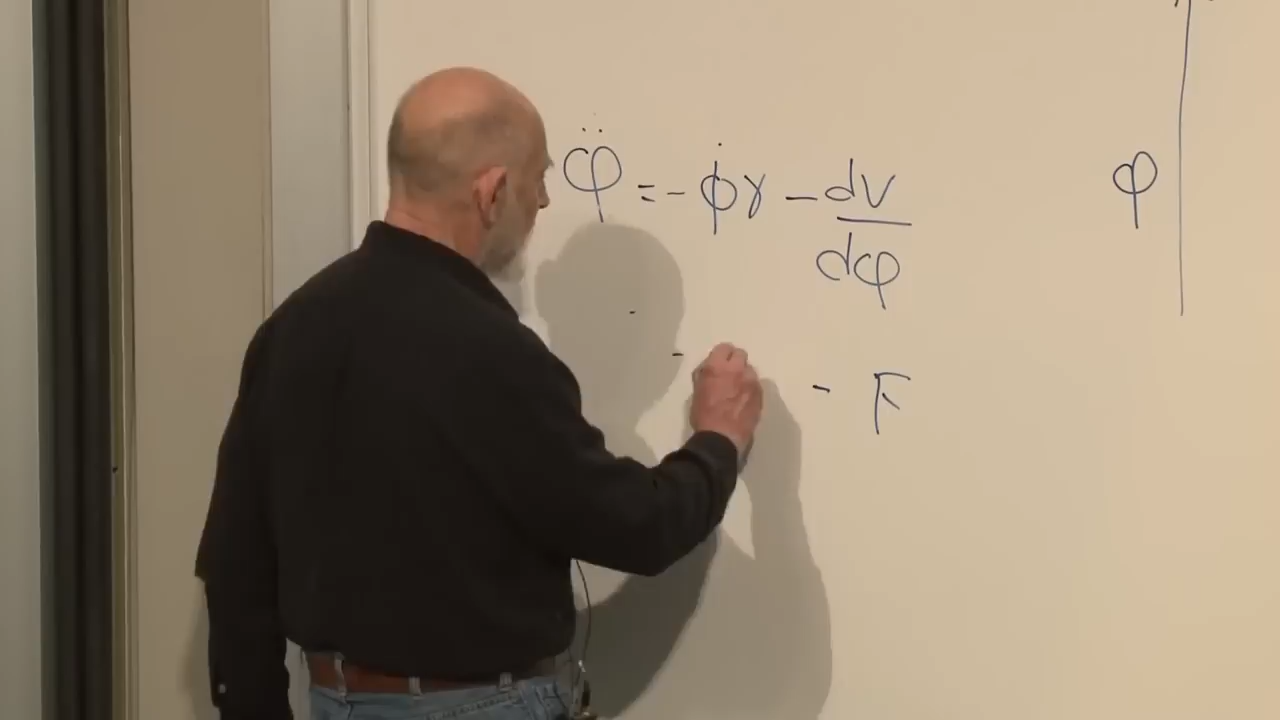 φ̈ = - φ̇γ - dV/dφ
φ
- - F